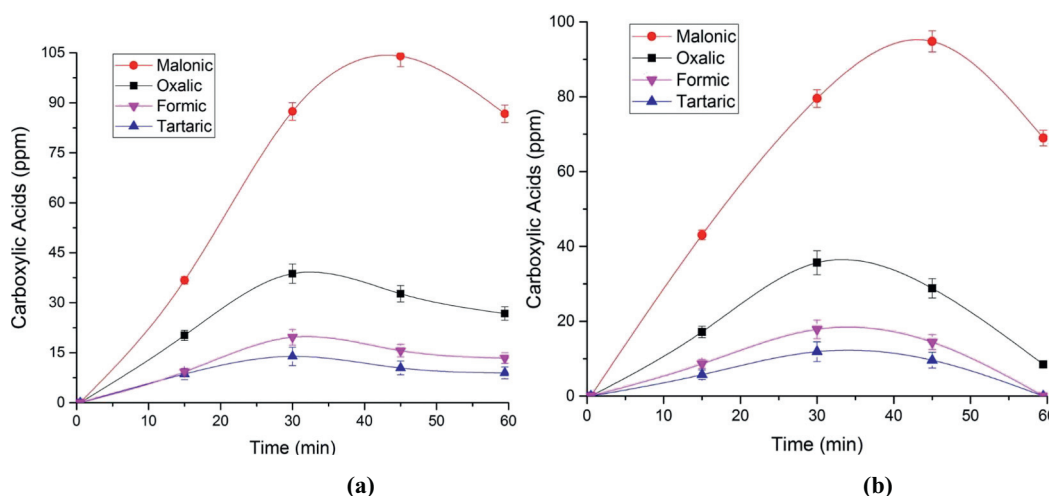 Malonic
Oxalic
Formic
Tartaric
105
90
75
60
45
30
15
0
Carboxylic Acids (ppm)
0 10 20 30 40 50 60
Time (min)
(a)
Malonic
Oxalic
Formic
Tartaric
100
80
60
40
20
0
Carboxylic Acids (ppm)
0 10 20 30 40 50 60
Time (min)
(b)